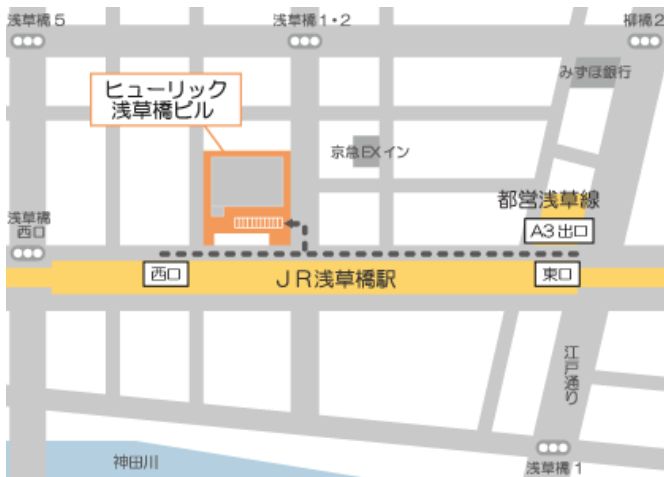 浅草橋5
浅草橋1・2
柳橋2
みずほ銀行
ヒューリック
浅草橋ビル
京急EXイン
都営浅草線
浅草橋
西口
A3出口
西口
JR浅草橋駅
東口
江戸通り
神田川
浅草橋1